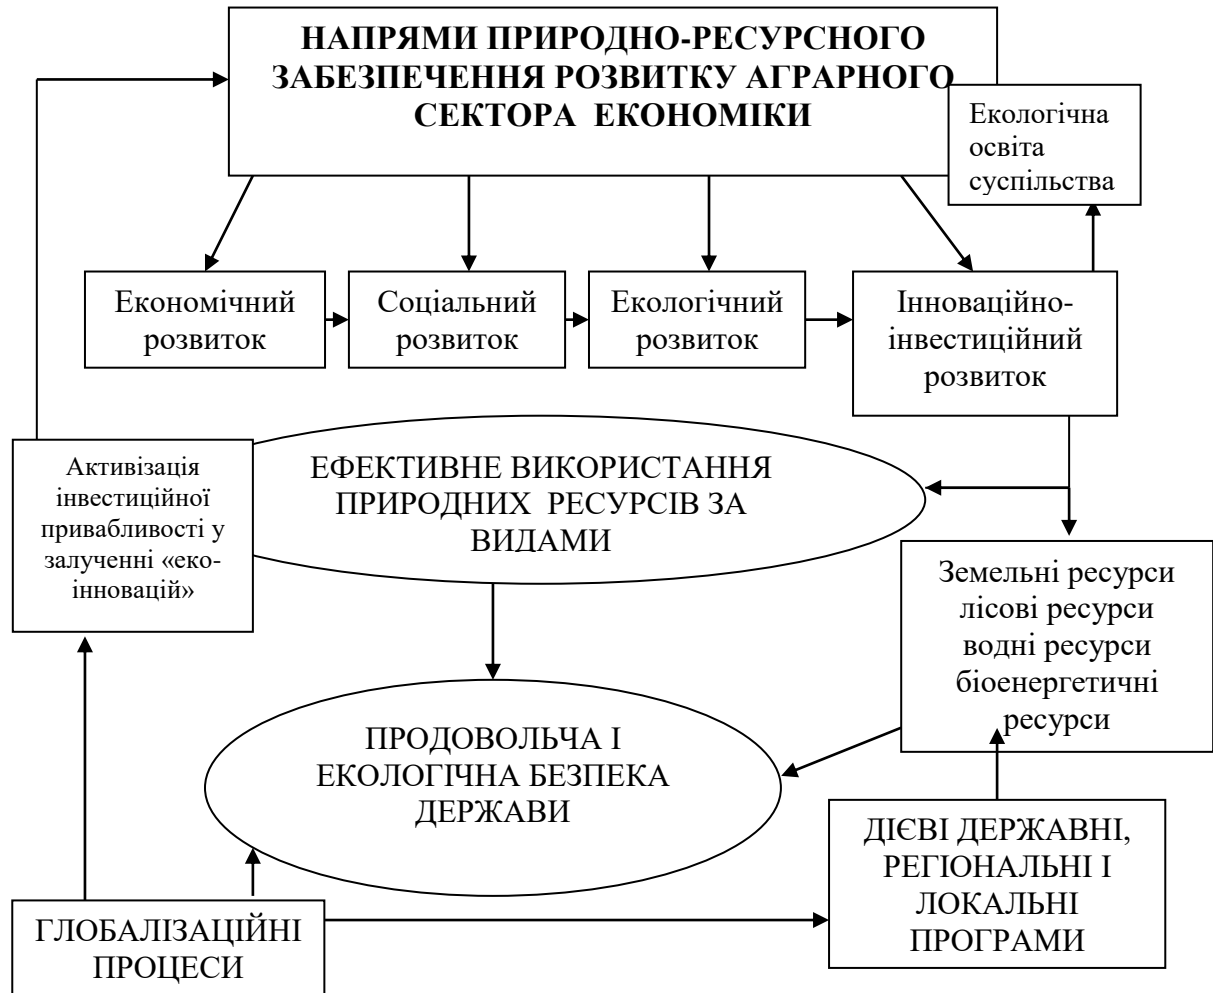 НАПРЯМИ ПРИРОДНО-РЕСУРСНОГО
ЗАБЕЗПЕЧЕННЯ РОЗВИТКУ АГРАРНОГО
СЕКТОРА ЕКОНОМІКИ
Екологічна
освіта
суспільства
Економічний
розвиток
Соціальний
розвиток
Екологічний
розвиток
Інноваційно-
інвестиційний
розвиток
Активізація
інвестиційної
привабливості у
залученні «еко-
інновацій»
ЕФЕКТИВНЕ ВИКОРИСТАННЯ
ПРИРОДНИХ РЕСУРСІВ ЗА
ВИДАМИ
Земельні ресурси
лісові ресурси
водні ресурси
біоенергетичні
ресурси
ПРОДОВОЛЬЧА І
ЕКОЛОГІЧНА БЕЗПЕКА
ДЕРЖАВИ
ДІЄВІ ДЕРЖАВНІ,
РЕГІОНАЛЬНІ І
ЛОКАЛЬНІ
ПРОГРАМИ
ГЛОБАЛІЗАЦІЙНІ
ПРОЦЕСИ